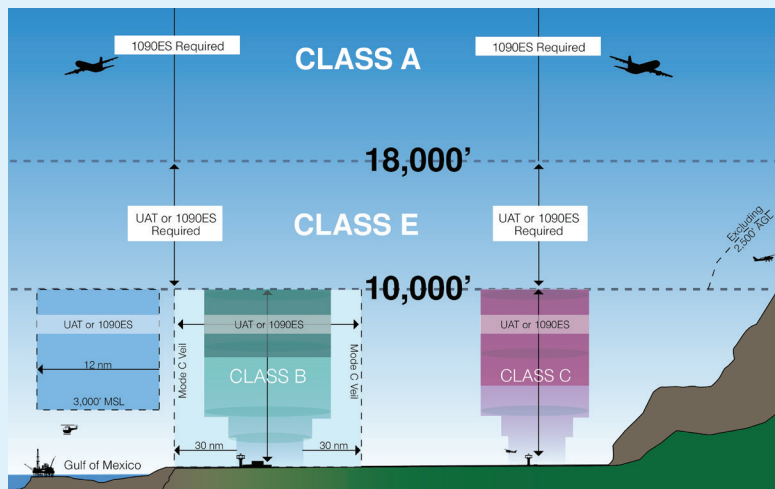 1090ES Required
1090ES Required
CLASS A
18,000’
UAT or 1090ES
Required
UAT or 1090ES
Required
CLASS E
Excluding
2,500’ AGL
10,000’
UAT or 1090ES
UAT or 1090ES
UAT or 1090ES
Mode C Veil
Mode C Veil
12 nm
CLASS B
CLASS C
3,000’ MSL
30 nm
30 nm
Gulf of Mexico